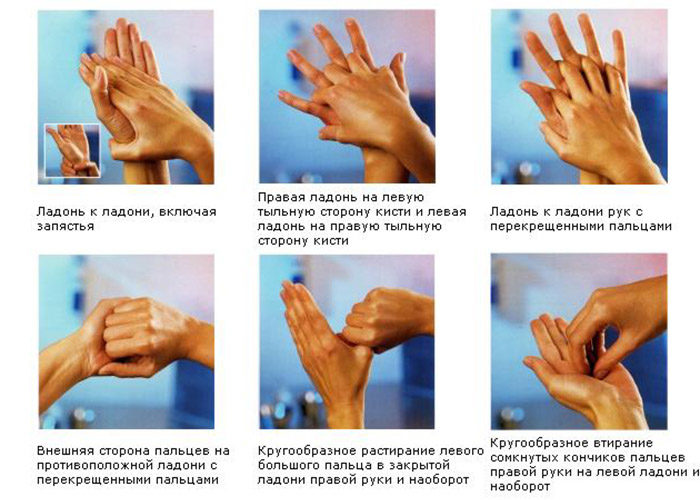 Ладонь к ладони, включая
запястья
Правая ладонь на левую
тыльную сторону кисти и левая
ладонь на правую тыльную
сторону кисти
Ладонь к ладони рук с
перекрещенными пальцами
Внешняя сторона пальцев на
противоположной ладони с
перекрещенными пальцами
Кругообразное растирание левого
большого пальца в закрытой
ладони правой руки и наоборот
Кругообразное втирание
сомкнутых кончиков пальцев
правой руки на левой ладони и
наоборот